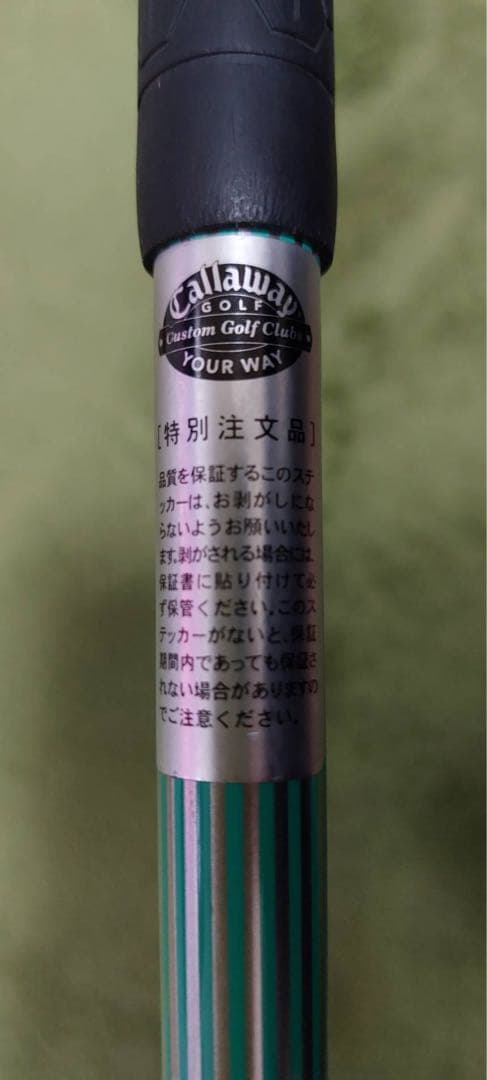 Callaway
GOLF
Custom Golf Clubs
YOUR WAY
[特別注文品]
品質を保証するこのステ
ッカーは、お剥がしにな
らないようお願いいたし
ます。剥がされる場合には、
保証書に貼り付けて必
ず保管ください。このス
テッカーがないと、保証
期間内であっても保証さ
れない場合がありますの
でご注意ください。